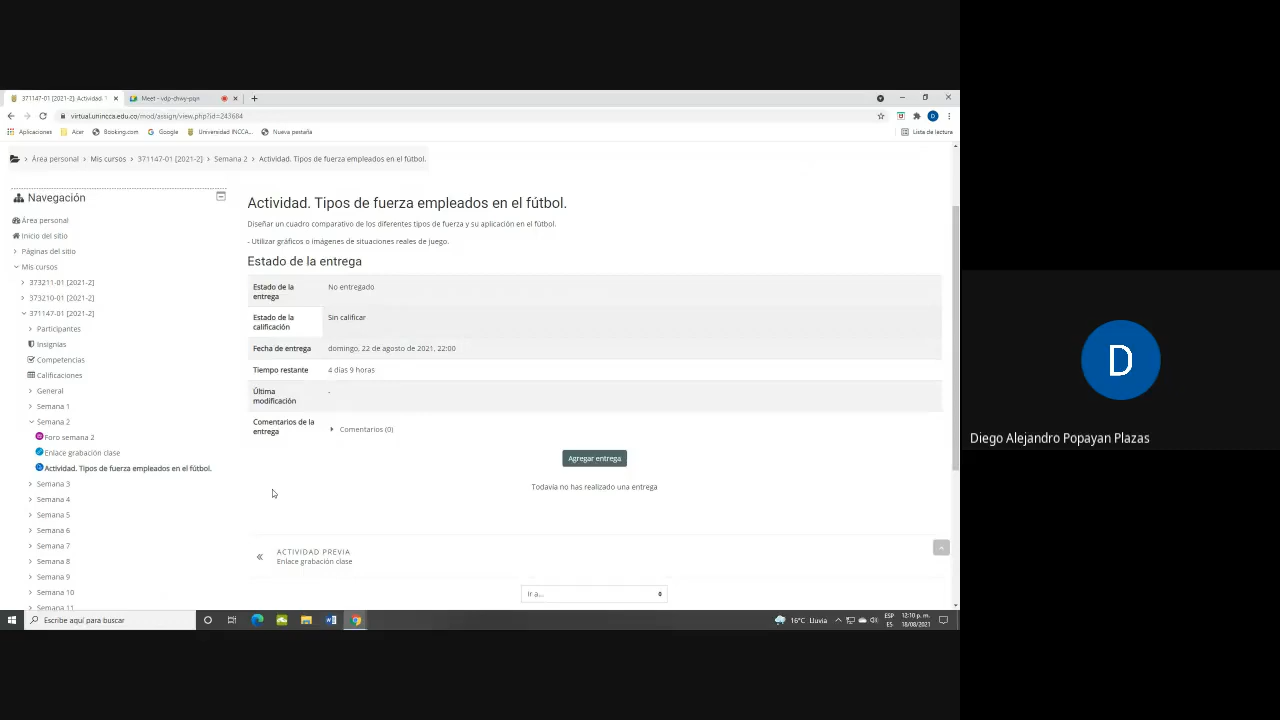 371147-01 [2021-2]: Actividad: T
Meet - vdp-dhwy-pqn
virtual.unincca.edu.co/mod/assign/view.php?id=243684
Aplicaciones
Acer
Booking.com
Google
Universidad INCCA...
Nueva pestaña
Lista de lectura
Área personal
Mis cursos
371147-01 [2021-2]
Semana 2
Actividad. Tipos de fuerza empleados en el fútbol.
Navegación
Área personal
Inicio del sitio
Páginas del sitio
Mis cursos
373211-01 [2021-2]
373210-01 [2021-2]
371147-01 [2021-2]
Participantes
Insignias
Competencias
Calificaciones
General
Semana 1
Semana 2
Foro semana 2
Enlace grabación clase
Actividad. Tipos de fuerza empleados en el fútbol.
Semana 3
Semana 4
Semana 5
Semana 6
Semana 7
Semana 8
Semana 9
Semana 10
Semana 11
Actividad. Tipos de fuerza empleados en el fútbol.
Diseñar un cuadro comparativo de los diferentes tipos de fuerza y su aplicación en el fútbol.
- Utilizar gráficos o imágenes de situaciones reales de juego.
Estado de la entrega
Estado de la entrega
No entregado
Estado de la calificación
Sin calificar
Fecha de entrega
domingo, 22 de agosto de 2021, 22:00
Tiempo restante
4 días 9 horas
Última modificación
-
Comentarios de la entrega
Comentarios (0)
Agregar entrega
Todavía no has realizado una entrega
ACTIVIDAD PREVIA
Enlace grabación clase
Ir a...
Escribe aquí para buscar
16°C Lluvia
ESP
ES
12:10 p. m.
18/08/2021
D
Diego Alejandro Popayan Plazas